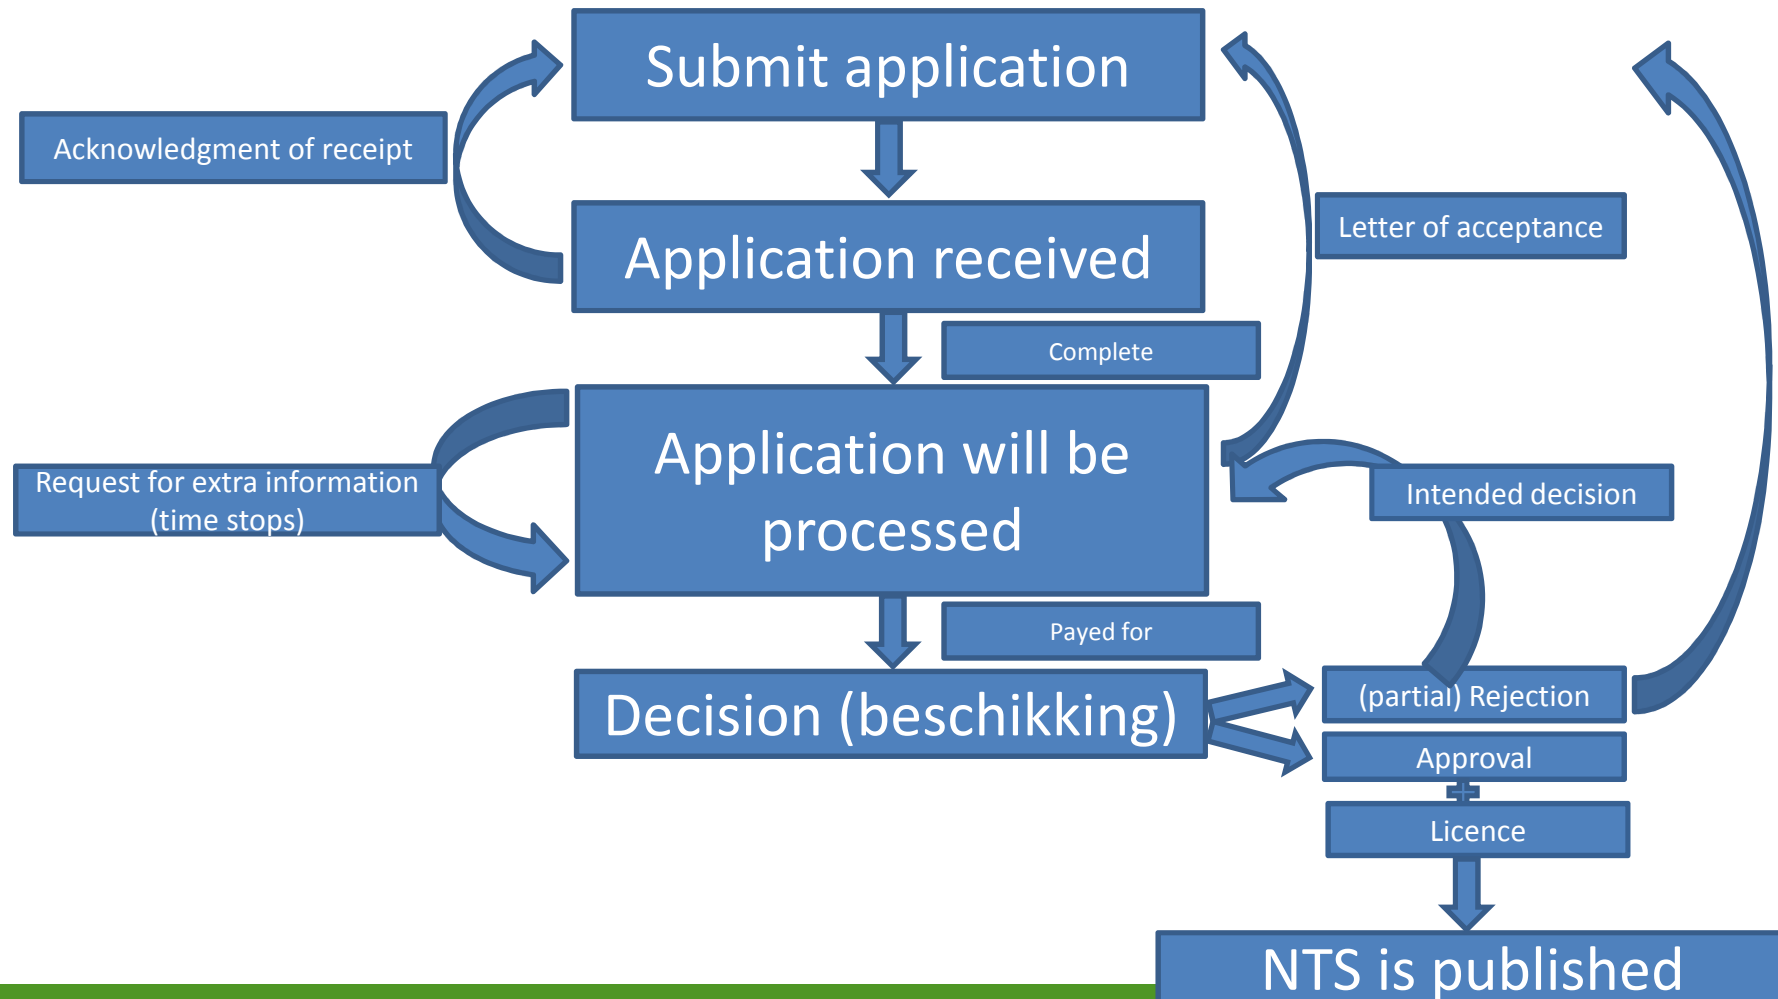 Submit application
Acknowledgment of receipt
Letter of acceptance
Application received
Complete
Application will be
processed
Request for extra information
(time stops)
Intended decision
Payed for
Decision (beschikking)
(partial) Rejection
Approval
Licence
NTS is published